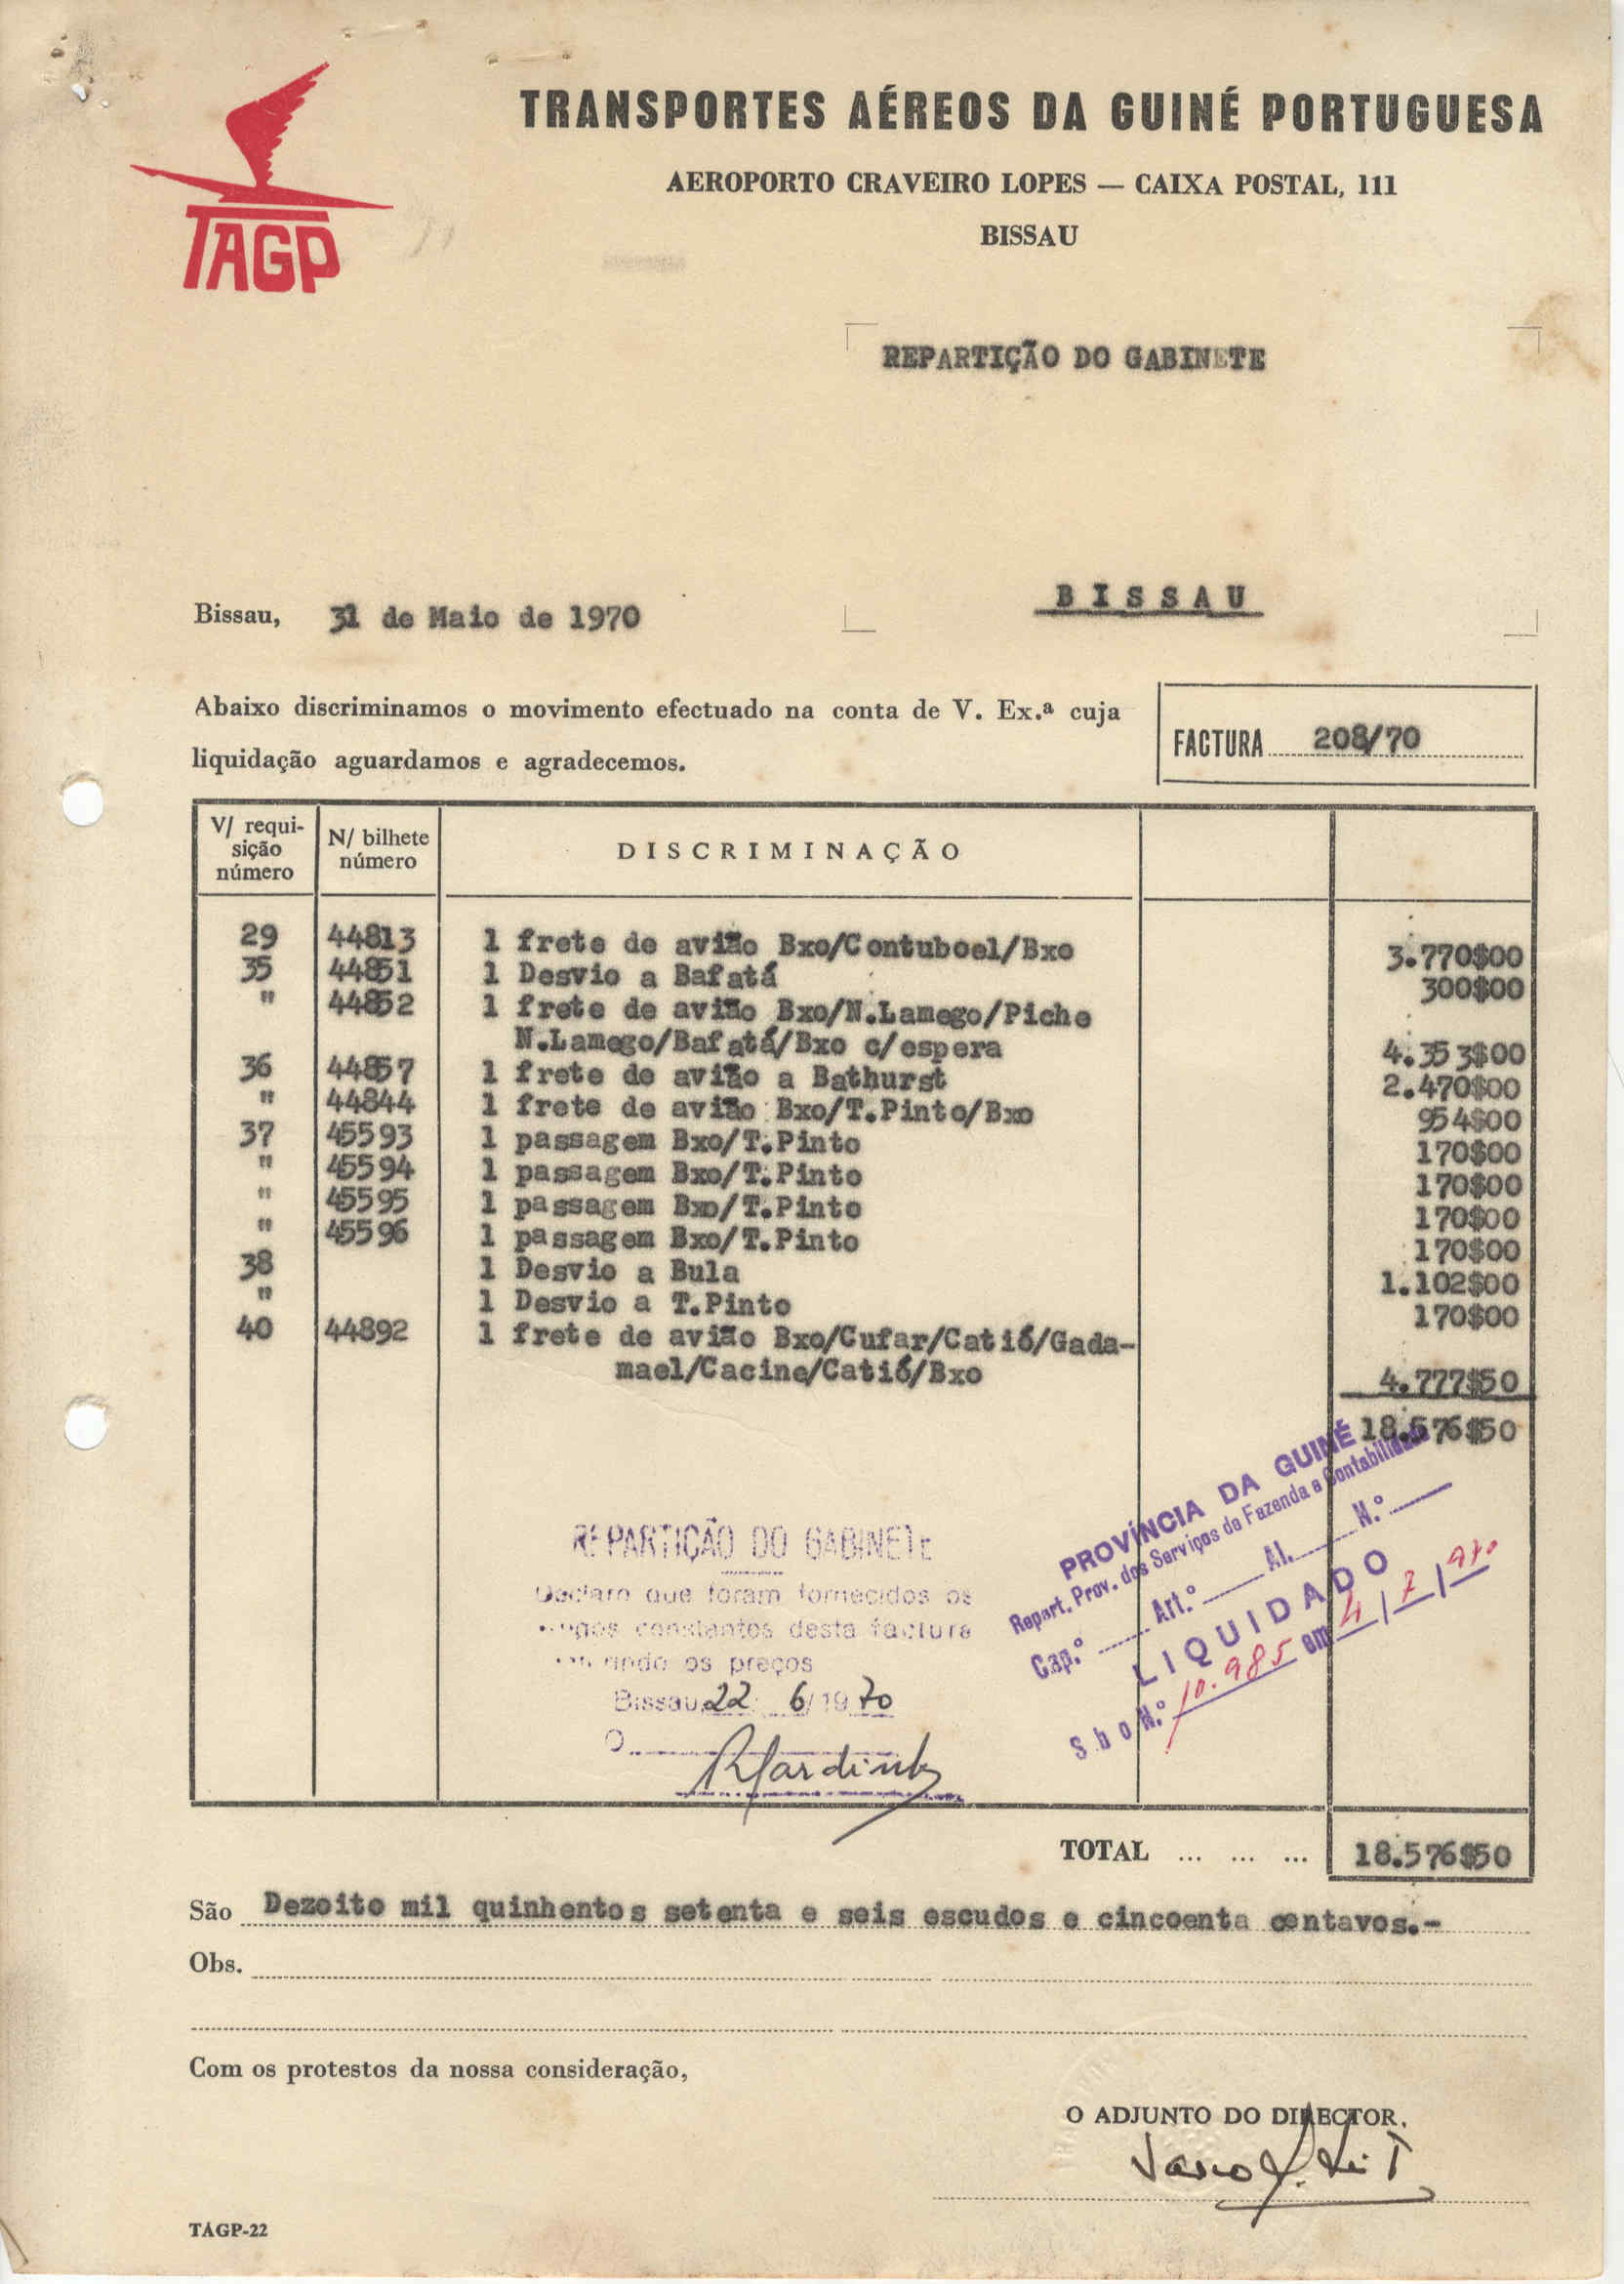 TAGP
TRANSPORTES AÉREOS DA GUINÉ PORTUGUESA
AEROPORTO CRAVEIRO LOPES — CAIXA POSTAL, 111
BISSAU
REPARTIÇÃO DO GABINETE
BISSAU
Bissau, 31 de Maio de 1970
Abaixo discriminamos o movimento efectuado na conta de V. Ex.ª cuja
liquidação aguardamos e agradecemos.
FACTURA 208/70
V/ requisição número N/ bilhete número DISCRIMINAÇÃO
29 44813 1 frete de avião Bxo/Contuboel/Bxo 3.770$00
35 44851 1 Desvio a Bafatá 300$00
" 44852 1 frete de avião Bxo/N.Lamego/Piche
N.Lamego/Bafatá/Bxo c/espera 4.353$00
36 44857 1 frete de avião a Bathurst 2.470$00
" 44844 1 frete de avião Bxo/T.Pinto/Bxo 954$00
37 45593 1 passagem Bxo/T.Pinto 170$00
" 45594 1 passagem Bxo/T.Pinto 170$00
" 45595 1 passagem Bxo/T.Pinto 170$00
" 45596 1 passagem Bxo/T.Pinto 170$00
38 1 Desvio a Bula 1.102$00
" 1 Desvio a T.Pinto 170$00
40 44892 1 frete de avião Bxo/Cufar/Catió/Gada-
mael/Cacine/Catió/Bxo 4.777$50
18.576$50
REPARTIÇÃO DO GABINETE
Declaro que foram fornecidos os
constantes desta factura
os preços
Bissau, 22 6/1970
O
PROVÍNCIA DA GUINÉ
Repart. Prov. dos Serviços de Fazenda e Contabilidade
Cap.º Art.º Al. N.º
LIQUIDADO
Sbo N.º 10.985 em 4/7/970
TOTAL ... ... ... 18.576$50
São Dezoito mil quinhentos setenta e seis escudos e cincoenta centavos.-
Obs.
Com os protestos da nossa consideração,
O ADJUNTO DO DIRECTOR,
TAGP-22